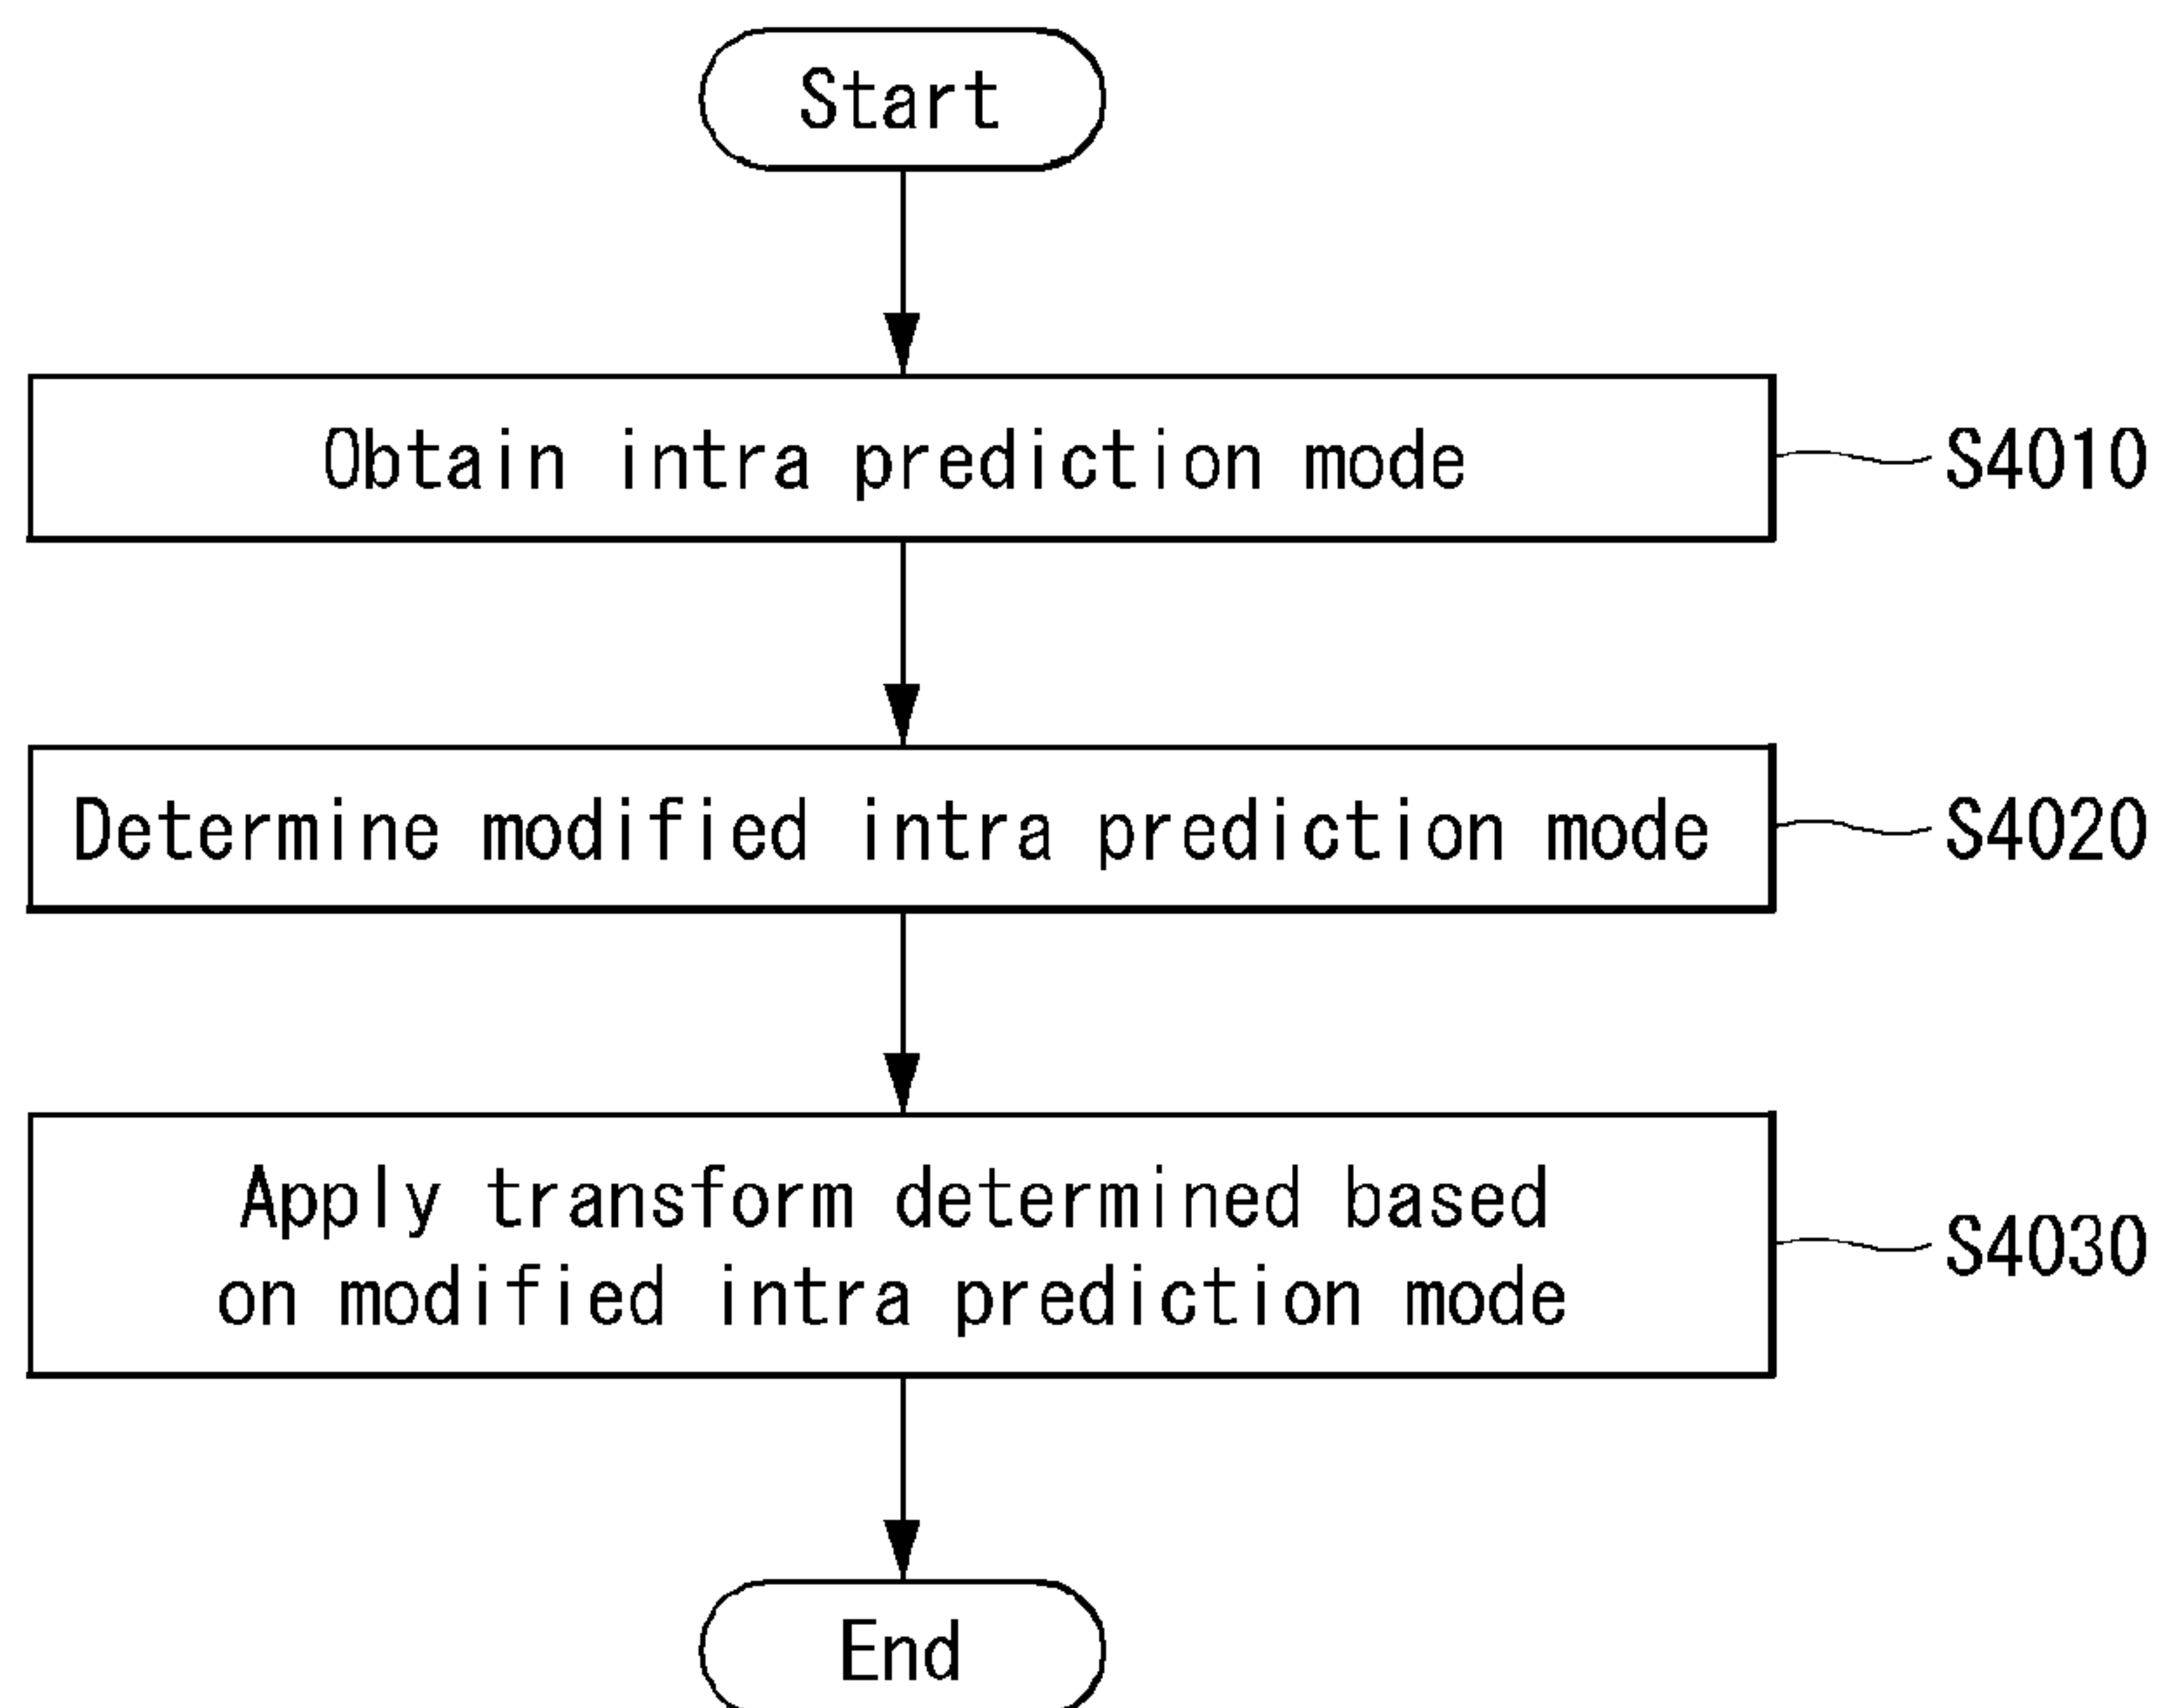 Start
Obtain intra prediction mode
S4010
Determine modified intra prediction mode
S4020
Apply transform determined based
on modified intra prediction mode
S4030
End